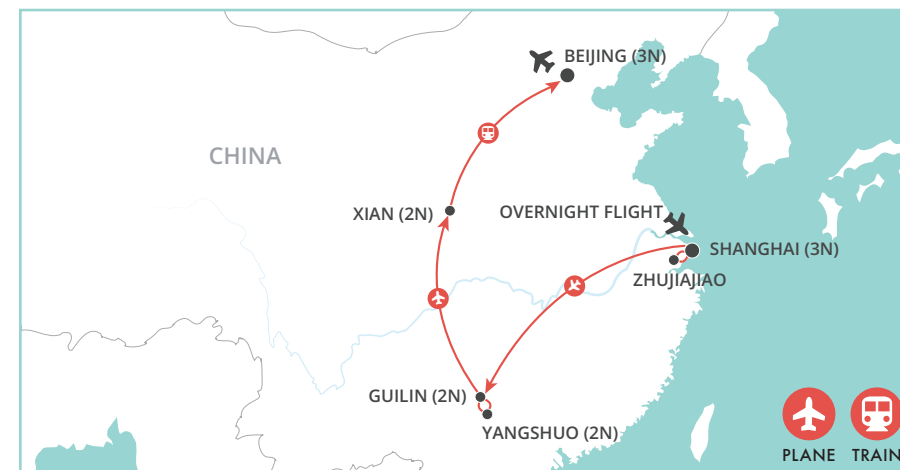 BEIJING (3N)
CHINA
XIAN (2N)
OVERNIGHT FLIGHT
SHANGHAI (3N)
ZHUJIAJIAO
GUILIN (2N)
YANGSHUO (2N)
PLANE TRAIN